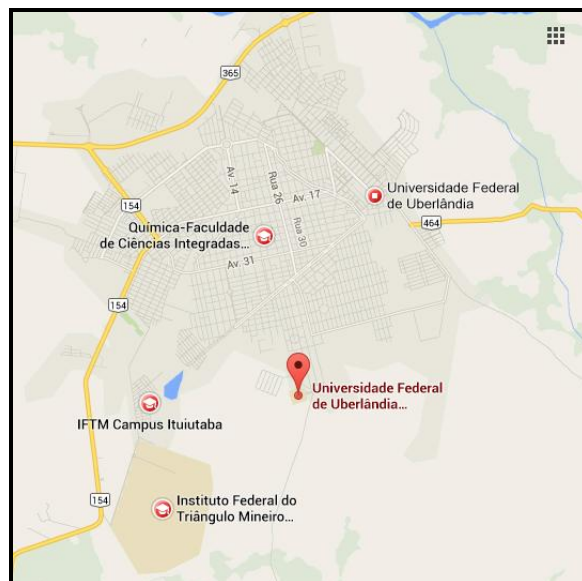 365
Av. 14
Rua 26
Av. 17
Universidade Federal
de Uberlândia
154
Química-Faculdade
de Ciências Integradas...
Rua 30
464
Av. 31
154
Universidade Federal
de Uberlândia...
IFTM Campus Ituiutaba
154
Instituto Federal do
Triângulo Mineiro...